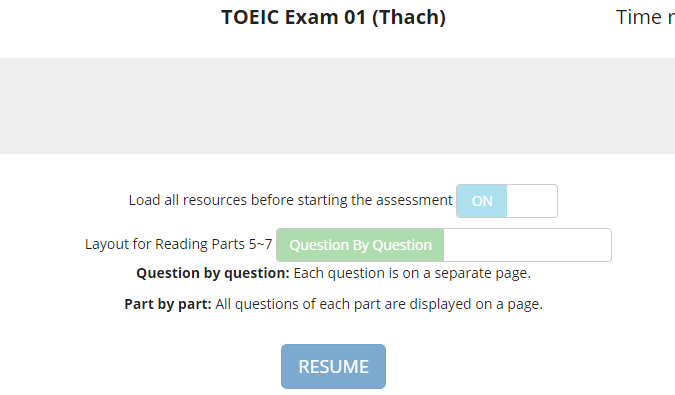 TOEIC Exam 01 (Thach)
Time r
Load all resources before starting the assessment ON
Layout for Reading Parts 5~7 Question By Question
Question by question: Each question is on a separate page.
Part by part: All questions of each part are displayed on a page.
RESUME